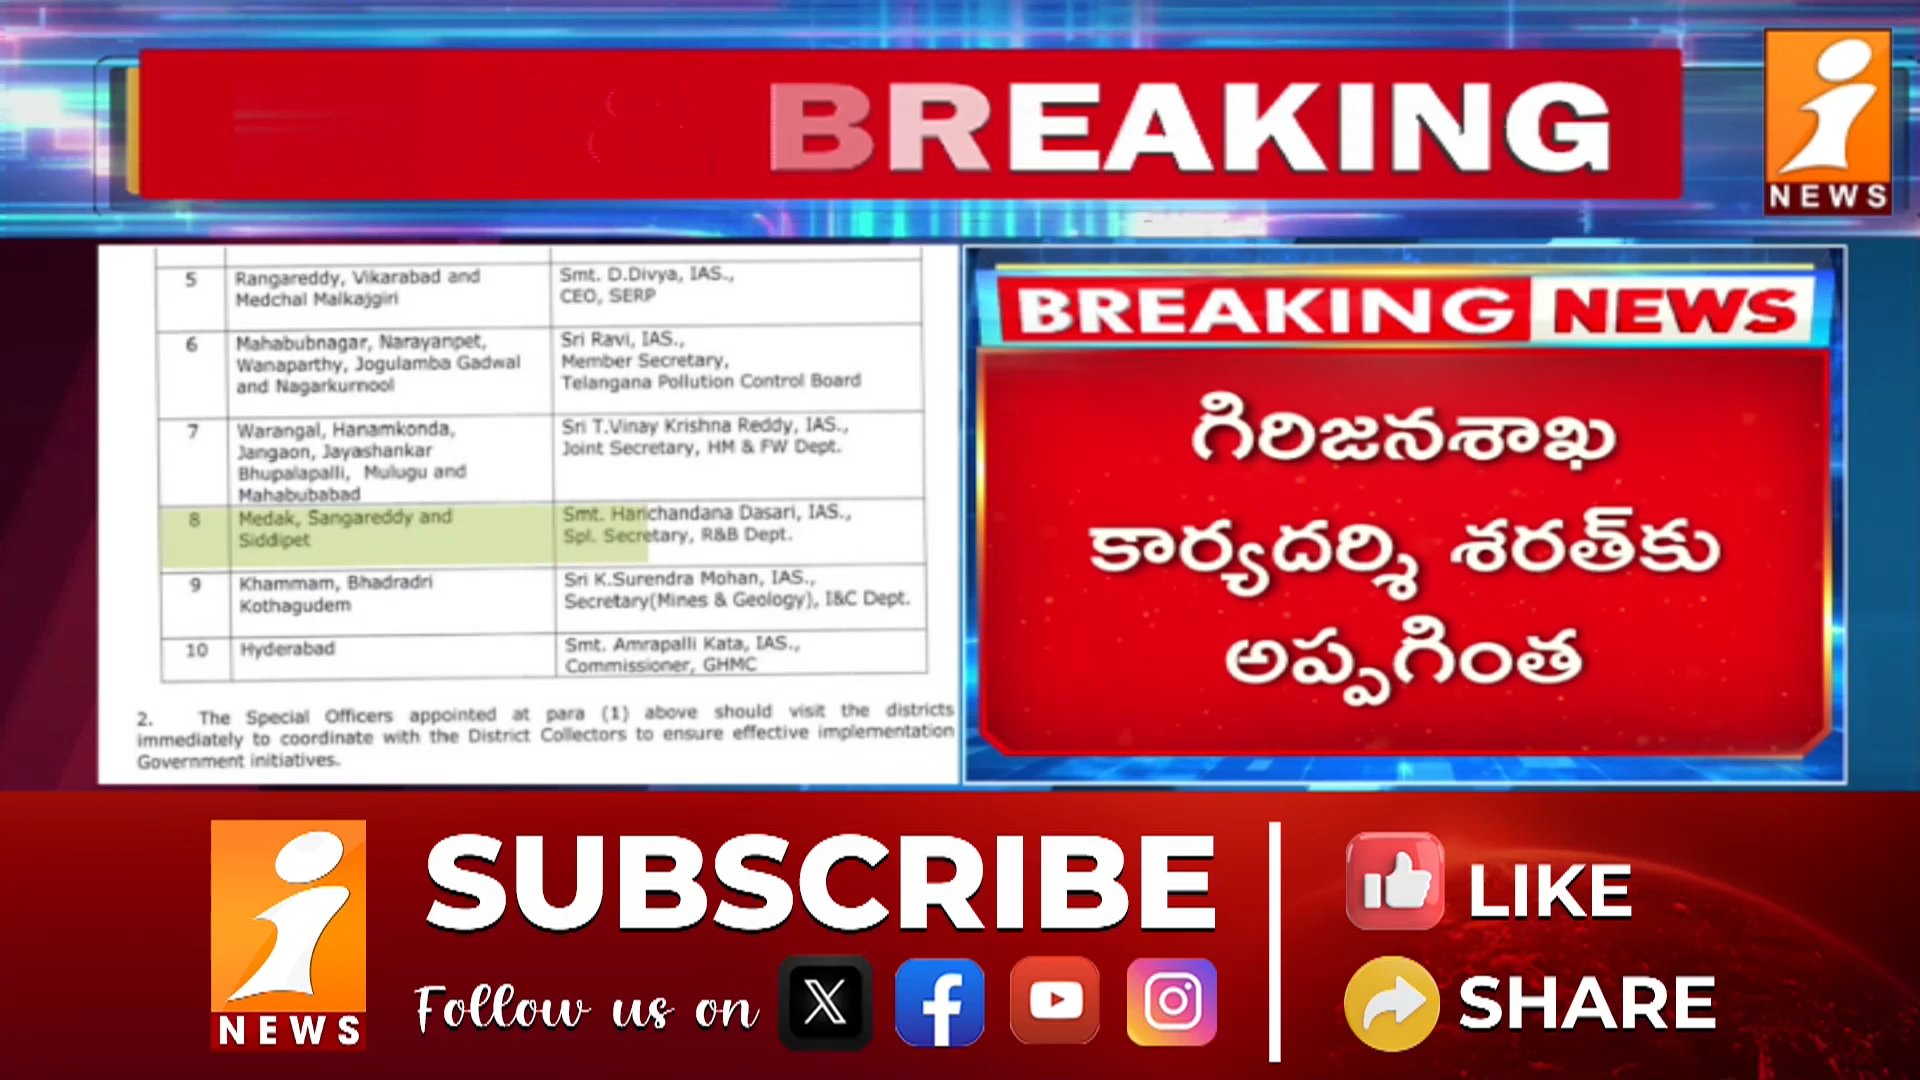 BREAKING
i
NEWS
5 Rangareddy, Vikarabad and Smt. D.Divya, IAS.,
Medchal Malkajgiri CEO, SERP
6 Mahabubnagar, Narayanpet, Sri Ravi, IAS.,
Wanaparthy, Jogulamba Gadwal Member Secretary,
and Nagarkurnool Telangana Pollution Control Board
7 Warangal, Hanamkonda, Sri T.Vinay Krishna Reddy, IAS.,
Jangaon, Jayashankar Joint Secretary, HM & FW Dept.
Bhupalapalli, Mulugu and
Mahabubabad
8 Medak, Sangareddy and Smt. Harichandana Dasari, IAS.,
Siddipet Spl. Secretary, R&B Dept.
9 Khammam, Bhadradri Sri K.Surendra Mohan, IAS.,
Kothagudem Secretary(Mines & Geology), I&C Dept.
10 Hyderabad Smt. Amrapalli Kata, IAS.,
Commissioner, GHMC
2. The Special Officers appointed at para (1) above should visit the districts
immediately to coordinate with the District Collectors to ensure effective implementation
Government initiatives.
BREAKING NEWS
గిరిజనశాఖ
కార్యదర్శి శరత్‌కు
అప్పగింత
i
NEWS
SUBSCRIBE
Follow us on
LIKE
SHARE